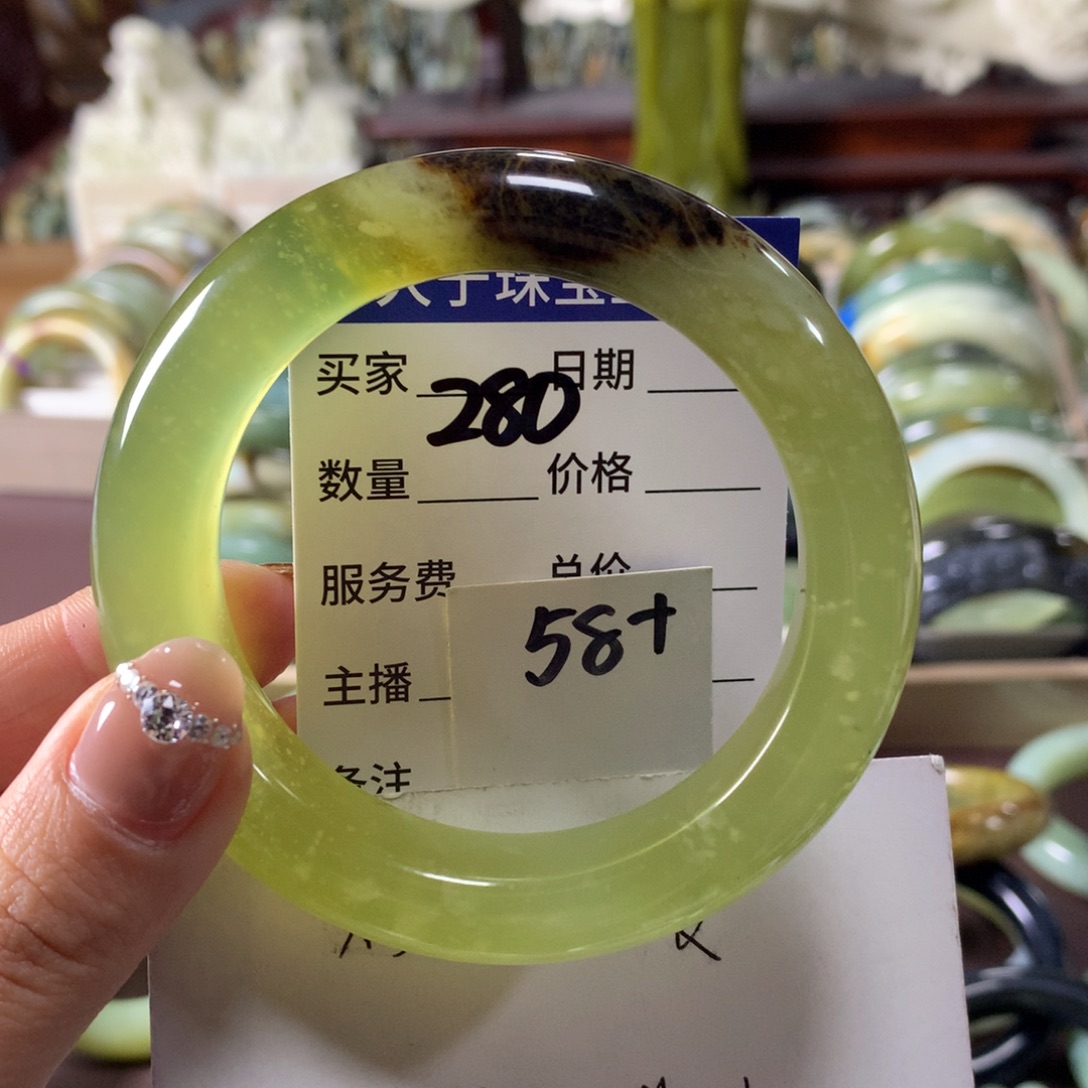 珠宝
买家 280 日期
数量 价格
服务费 总价
58+
主播
备注